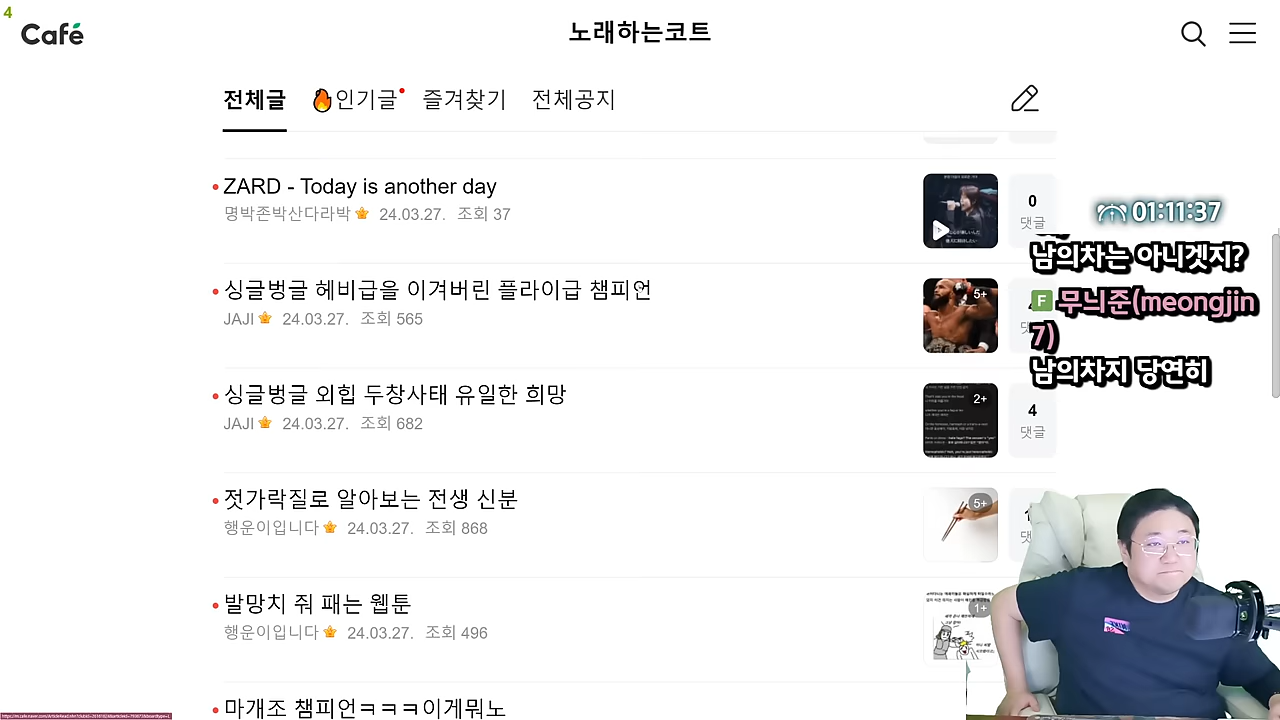 4
Café
노래하는코트
전체글
인기글
즐겨찾기
전체공지
ZARD - Today is another day
명박존박산다라박 24.03.27. 조회 37
0
댓글
01:11:37
남의차는 아니겟지?
싱글벙글 헤비급을 이겨버린 플라이급 챔피언
JAJI 24.03.27. 조회 565
5+
F 무늬준(meongjin
7)
남의차지 당연히
싱글벙글 외힙 두창사태 유일한 희망
JAJI 24.03.27. 조회 682
2+
4
댓글
젓가락질로 알아보는 전생 신분
행운이입니다 24.03.27. 조회 868
5+
발망치 줘 패는 웹툰
행운이입니다 24.03.27. 조회 496
1+
마개조 챔피언ㅋㅋㅋ이게뭐노